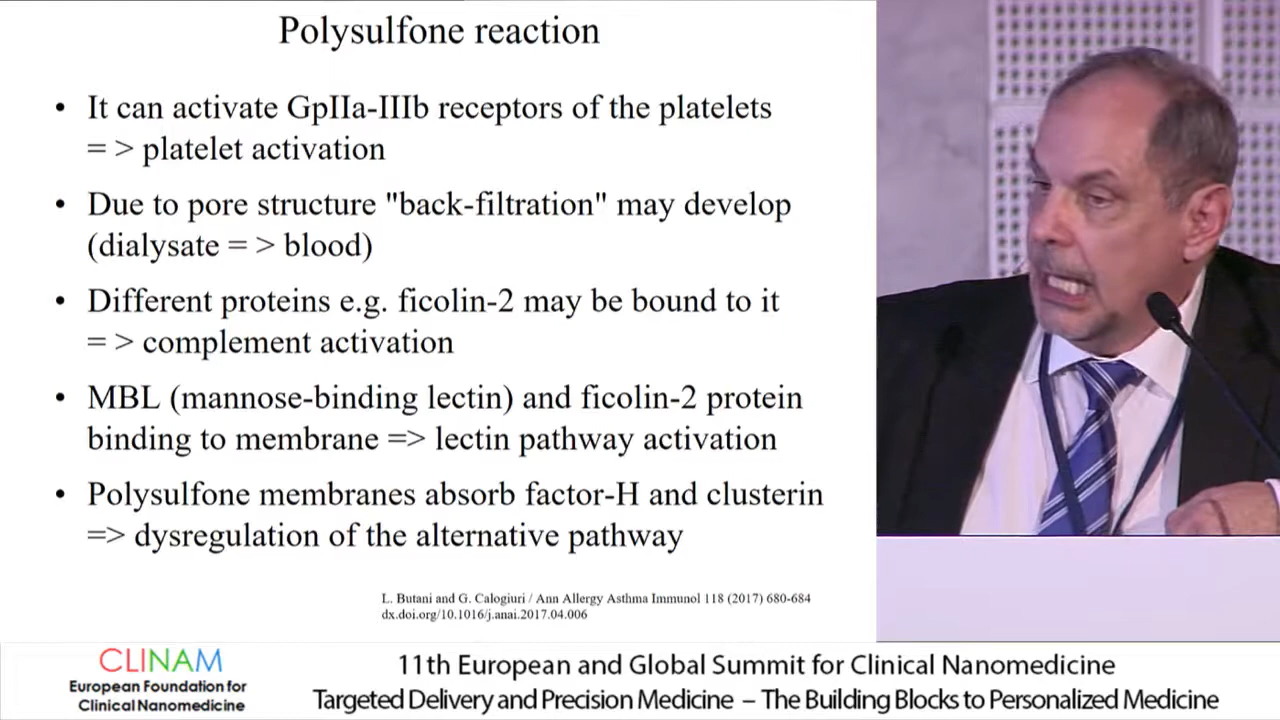 Polysulfone reaction
• It can activate GpIIa-IIIb receptors of the platelets
= > platelet activation
• Due to pore structure "back-filtration" may develop
(dialysate = > blood)
• Different proteins e.g. ficolin-2 may be bound to it
= > complement activation
• MBL (mannose-binding lectin) and ficolin-2 protein
binding to membrane => lectin pathway activation
• Polysulfone membranes absorb factor-H and clusterin
=> dysregulation of the alternative pathway
L. Butani and G. Calogiuri / Ann Allergy Asthma Immunol 118 (2017) 680-684
dx.doi.org/10.1016/j.anai.2017.04.006
CLINAM
European Foundation for
Clinical Nanomedicine
11th European and Global Summit for Clinical Nanomedicine
Targeted Delivery and Precision Medicine – The Building Blocks to Personalized Medicine